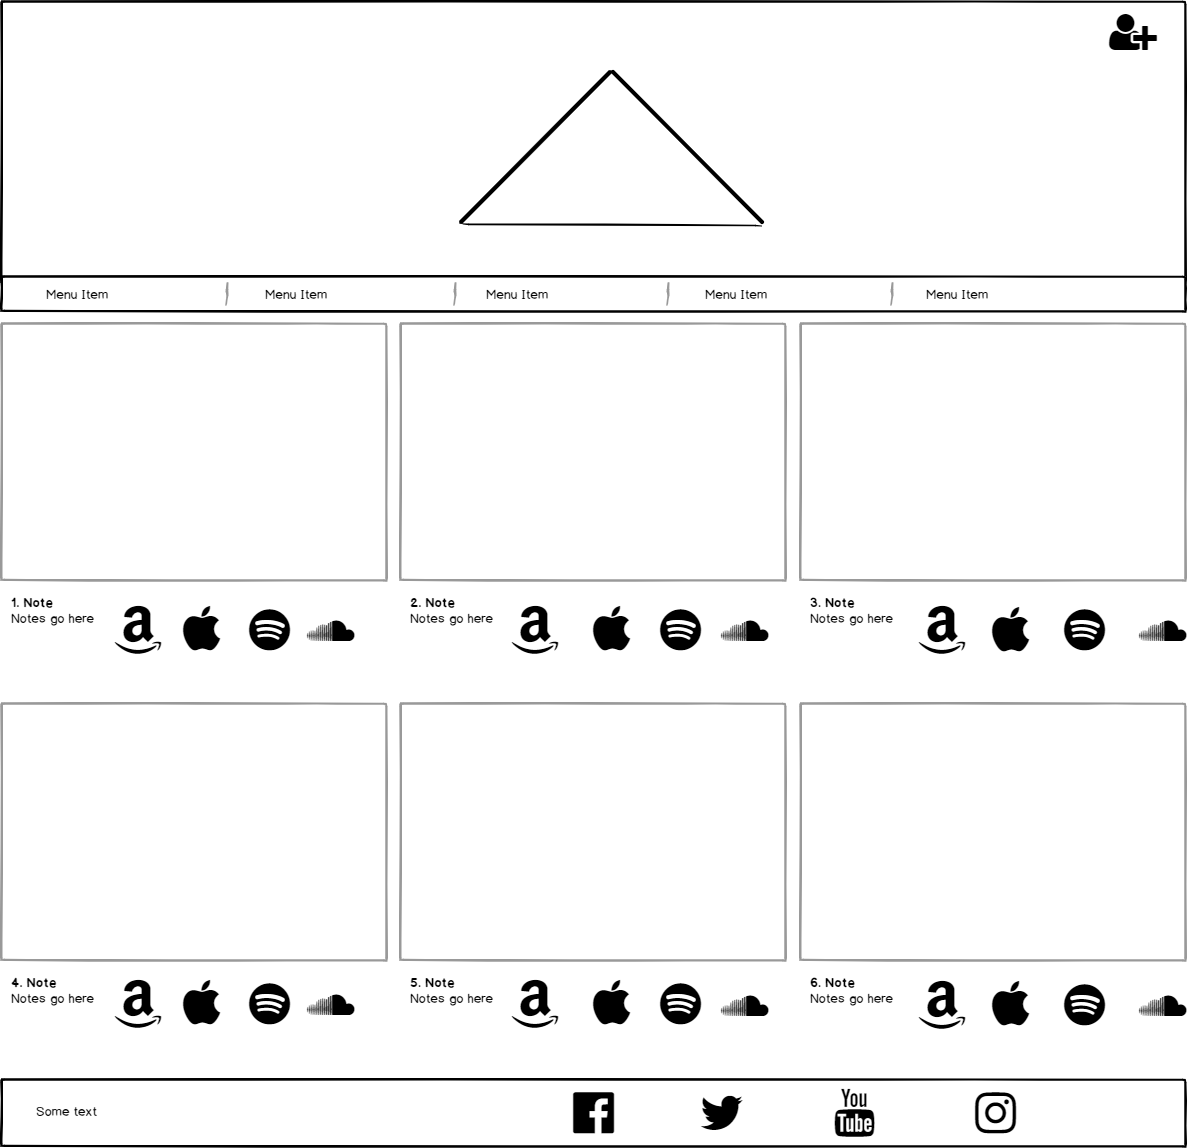 Menu Item
Menu Item
Menu Item
Menu Item
Menu Item
1. Note
Notes go here
a
2. Note
Notes go here
a
3. Note
Notes go here
a
4. Note
Notes go here
a
5. Note
Notes go here
a
6. Note
Notes go here
a
Some text
f
You
Tube